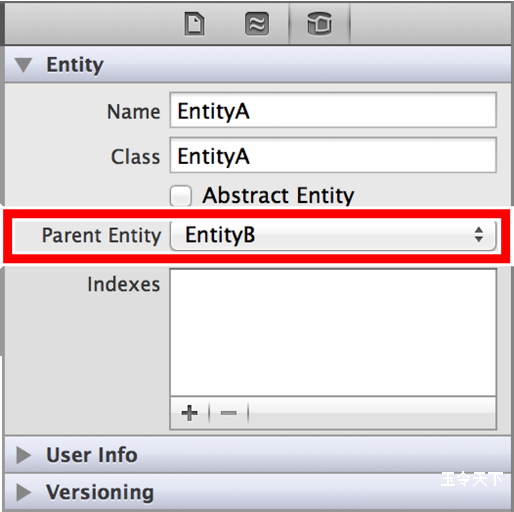 Entity
Name EntityA
Class EntityA
Abstract Entity
Parent Entity EntityB
Indexes
User Info
Versioning
玉令天下